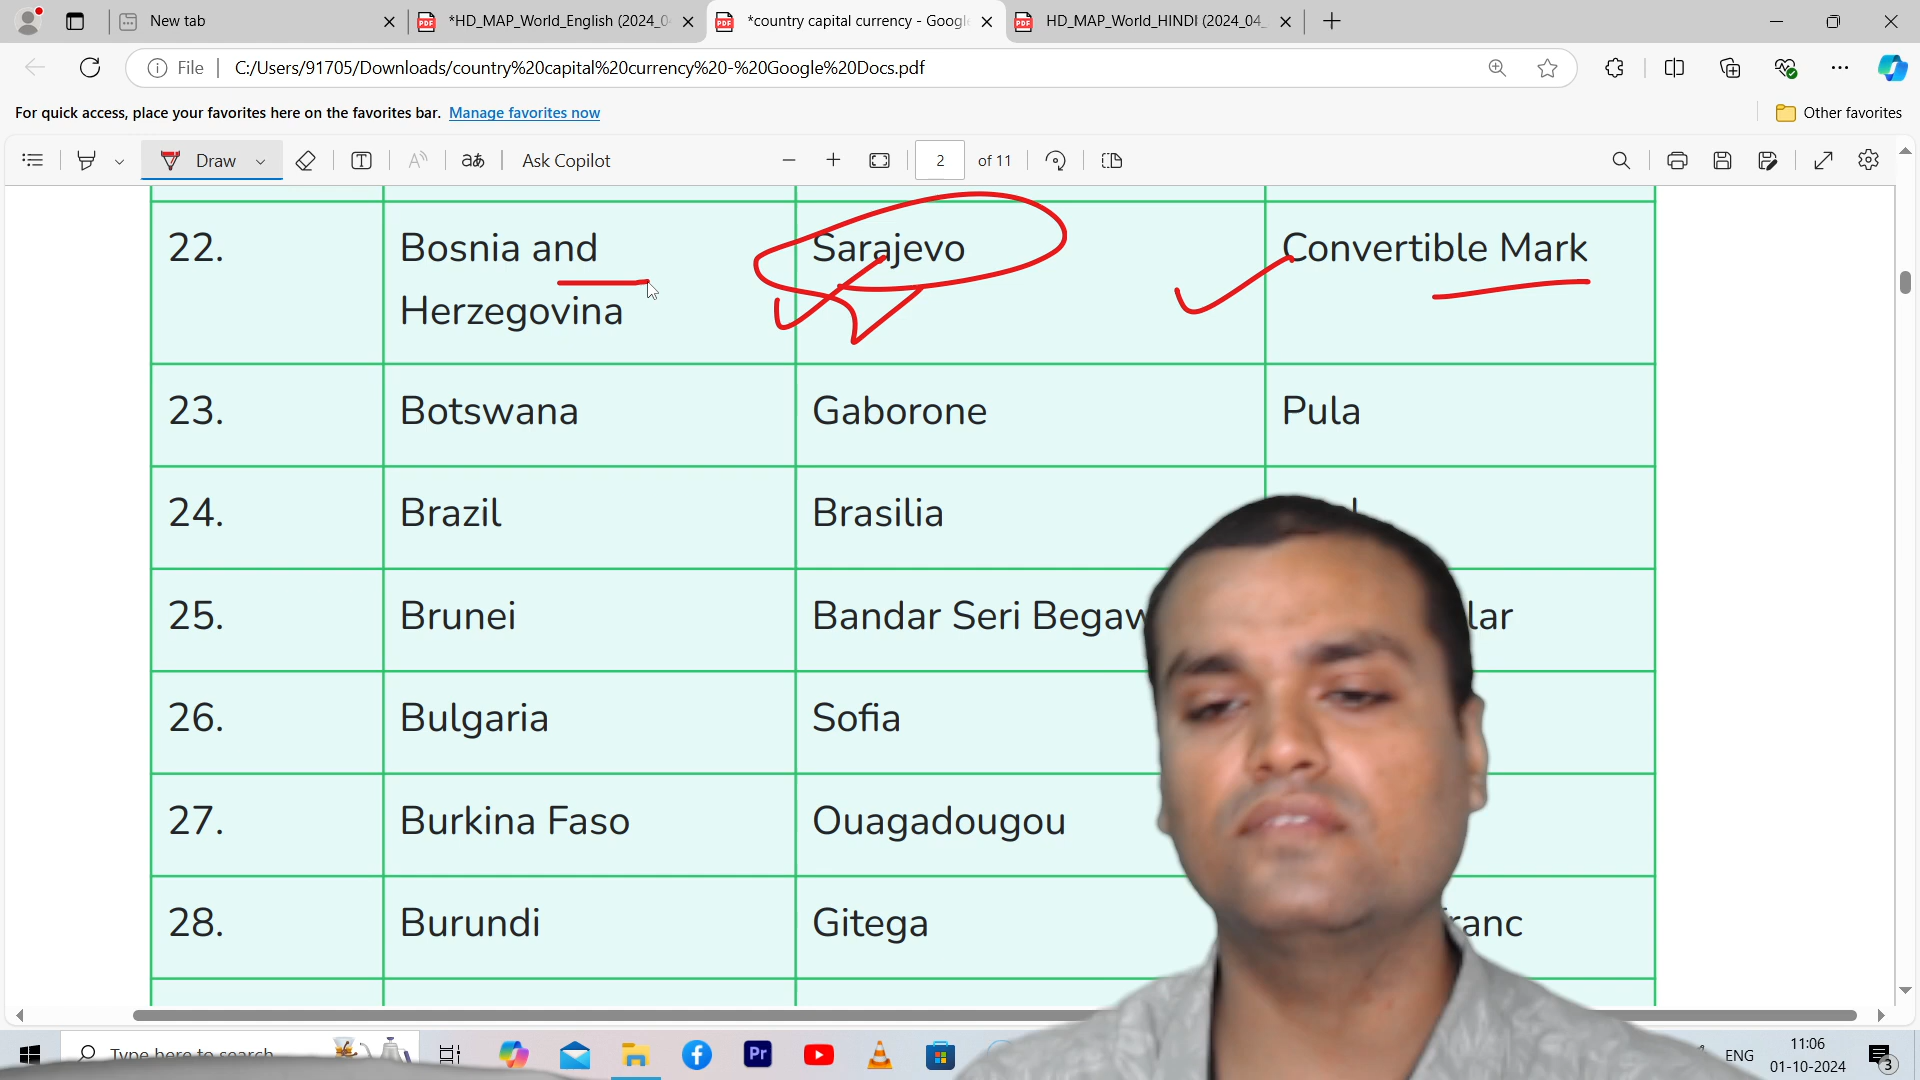 New tab
*HD_MAP_World_English (2024_0
*country capital currency - Googl
HD_MAP_World_HINDI (2024_04_
File
C:/Users/91705/Downloads/country%20capital%20currency%20-%20Google%20Docs.pdf
For quick access, place your favorites here on the favorites bar. Manage favorites now
Other favorites
Draw
aあ
Ask Copilot
2 of 11
22. Bosnia and Herzegovina Sarajevo Convertible Mark
23. Botswana Gaborone Pula
24. Brazil Brasilia
25. Brunei Bandar Seri Begaw lar
26. Bulgaria Sofia
27. Burkina Faso Ouagadougou
28. Burundi Gitega ranc
Type here to search
Pr
ENG
11:06
01-10-2024
3